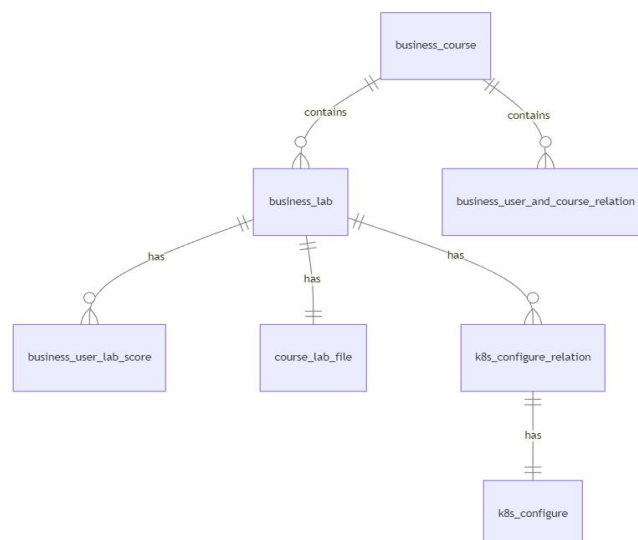 business_course
contains
contains
business_lab
business_user_and_course_relation
has
has
has
business_user_lab_score
course_lab_file
k8s_configure_relation
has
k8s_configure